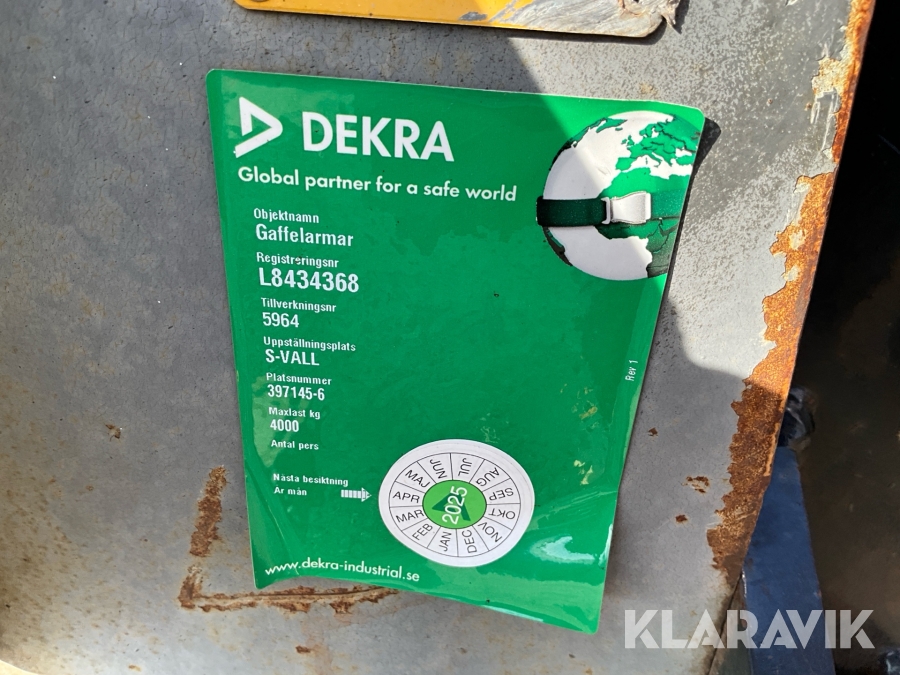 DEKRA
Global partner for a safe world
Objektnamn
Gaffelarmar
Registreringsnr
L8434368
Tillverkningsnr
5964
Uppställningsplats
S-VALL
Platsnummer
397145-6
Maxlast kg
4000
Antal pers
Nästa besiktning
År mån
JAN
FEB
MAR
APR
MAJ
JUN
JUL
AUG
SEP
OKT
NOV
DEC
2025
Rev 1
www.dekra-industrial.se
KLARAVIK